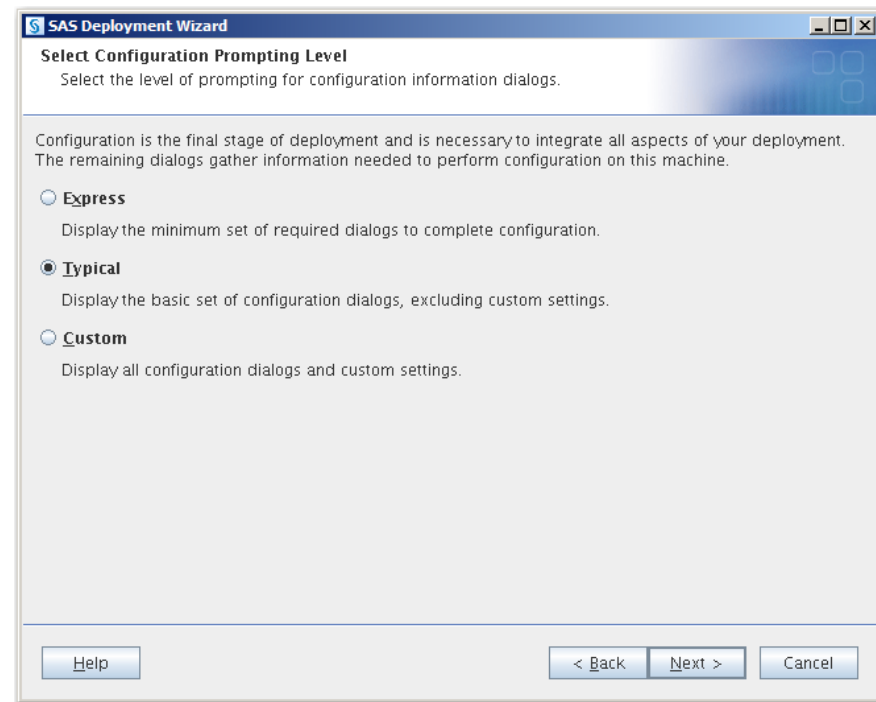 SAS Deployment Wizard
Select Configuration Prompting Level
Select the level of prompting for configuration information dialogs.
Configuration is the final stage of deployment and is necessary to integrate all aspects of your deployment.
The remaining dialogs gather information needed to perform configuration on this machine.
Express
Display the minimum set of required dialogs to complete configuration.
Typical
Display the basic set of configuration dialogs, excluding custom settings.
Custom
Display all configuration dialogs and custom settings.
Help
< Back
Next >
Cancel